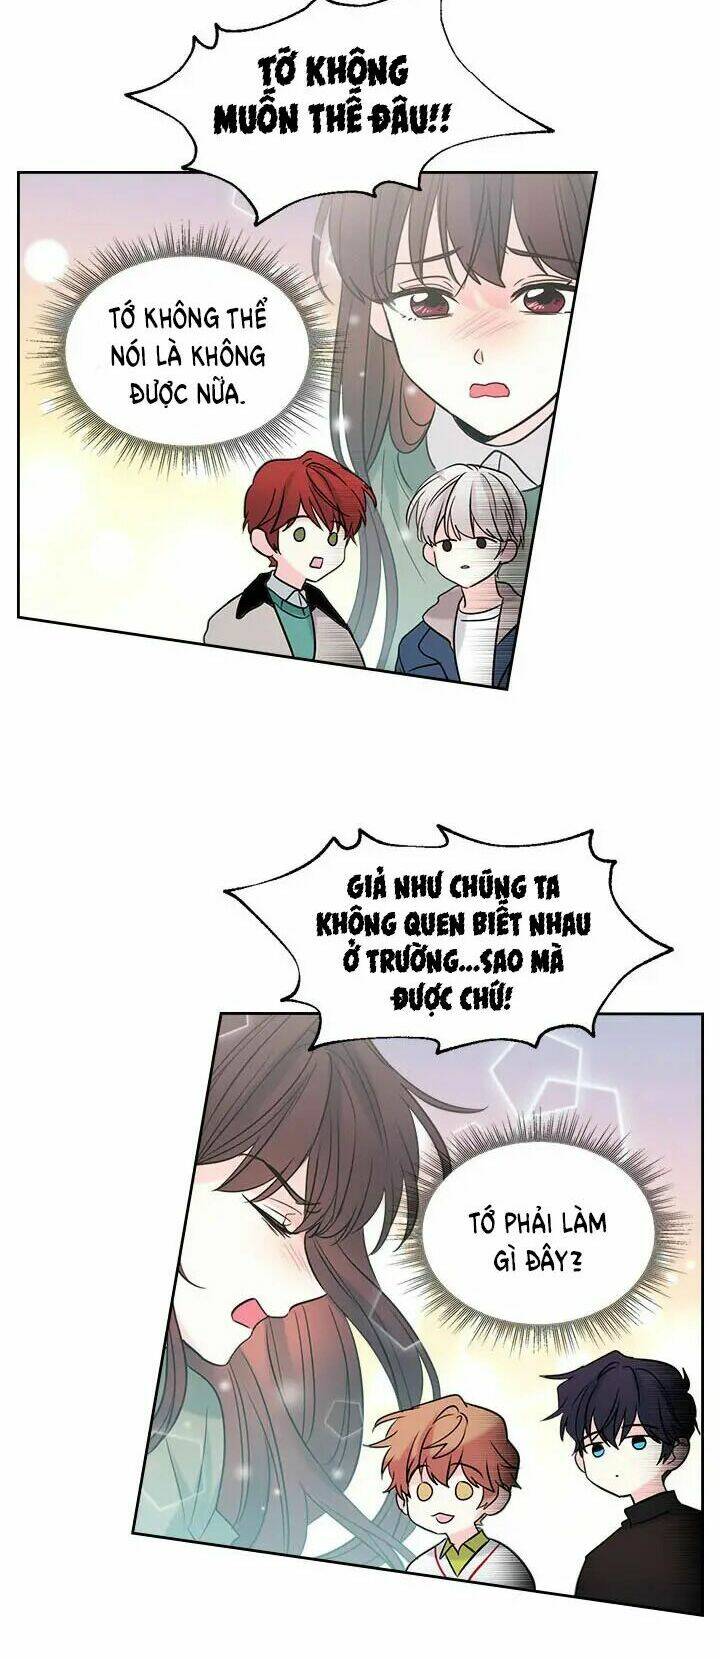 TỚ KHÔNG
MUỐN THẾ ĐÂU!!
TỚ KHÔNG THỂ
NÓI LÀ KHÔNG
ĐƯỢC NỮA.
GIẢ NHƯ CHÚNG TA
KHÔNG QUEN BIẾT NHAU
Ở TRƯỜNG...SAO MÀ
ĐƯỢC CHỨ!
TỚ PHẢI LÀM
GÌ ĐÂY?